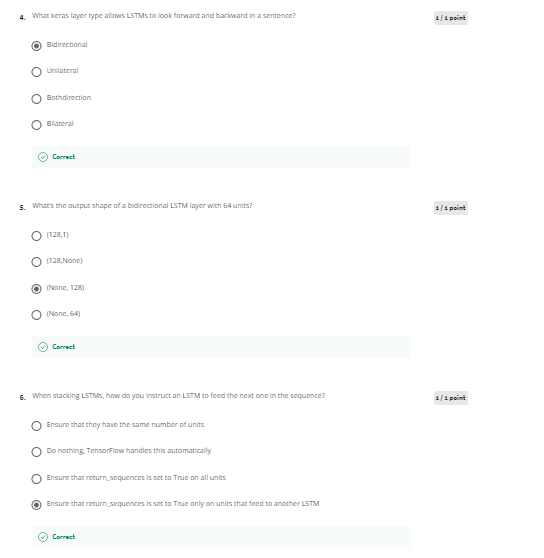 4. What keras layer type allows LSTMs to look forward and backward in a sentence?
1 / 1 point
Bidirectional
Unilateral
Bothdirection
Bilateral
Correct
5. What's the output shape of a bidirectional LSTM layer with 64 units?
1 / 1 point
(128,1)
(128,None)
(None, 128)
(None, 64)
Correct
6. When stacking LSTMs, how do you instruct an LSTM to feed the next one in the sequence?
1 / 1 point
Ensure that they have the same number of units
Do nothing, TensorFlow handles this automatically
Ensure that return_sequences is set to True on all units
Ensure that return_sequences is set to True only on units that feed to another LSTM
Correct